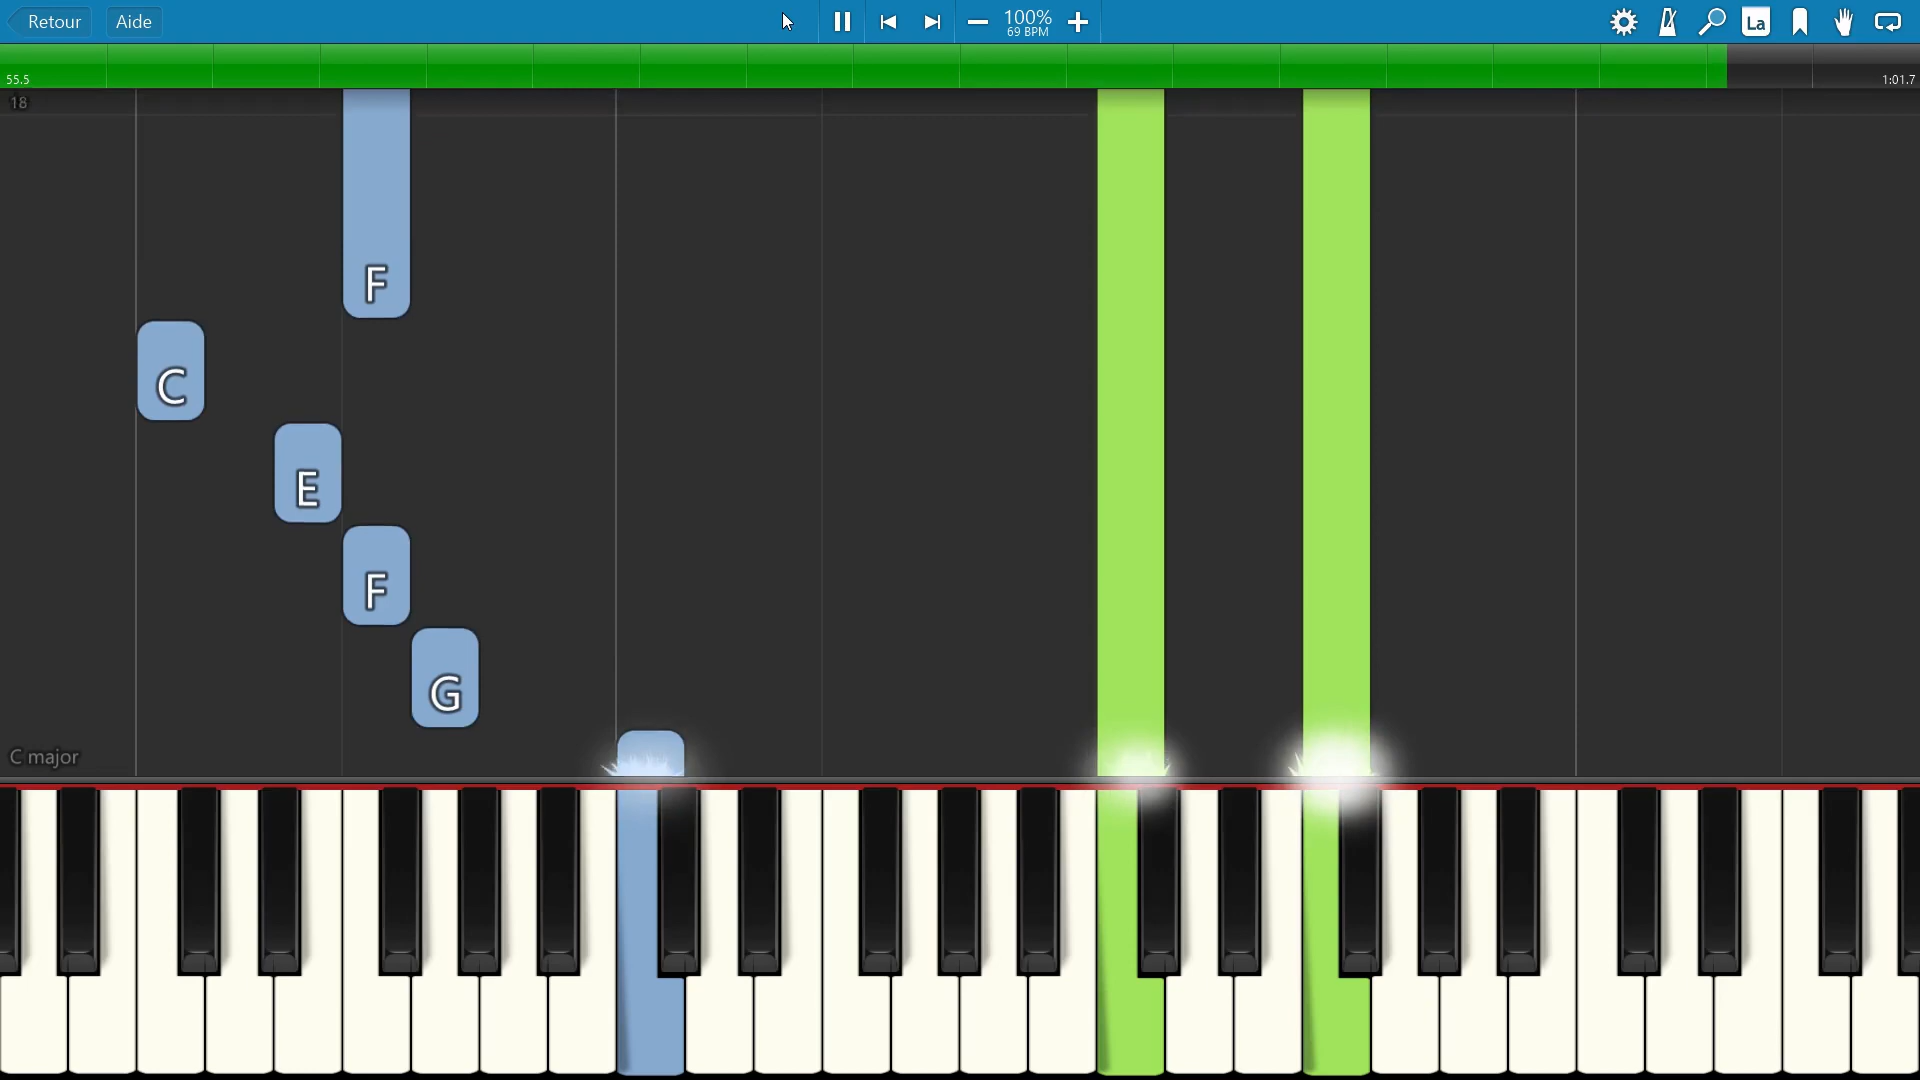 Retour
Aide
100%
69 BPM
La
55.5
1:01.7
18
F
C
E
F
G
C major